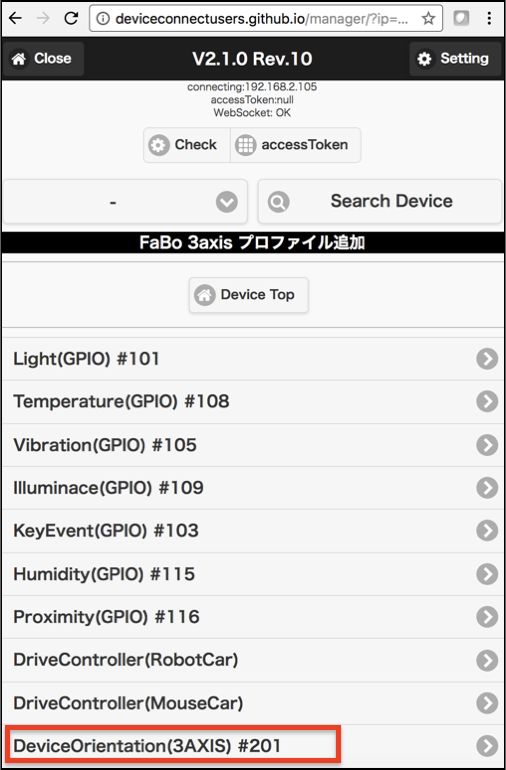 deviceconnectusers.github.io/manager/?ip=...
Close
V2.1.0 Rev.10
Setting
connecting:192.168.2.105
accessToken:null
WebSocket: OK
Check
accessToken
-
Search Device
FaBo 3axis プロファイル追加
Device Top
Light(GPIO) #101
Temperature(GPIO) #108
Vibration(GPIO) #105
Illuminace(GPIO) #109
KeyEvent(GPIO) #103
Humidity(GPIO) #115
Proximity(GPIO) #116
DriveController(RobotCar)
DriveController(MouseCar)
DeviceOrientation(3AXIS) #201